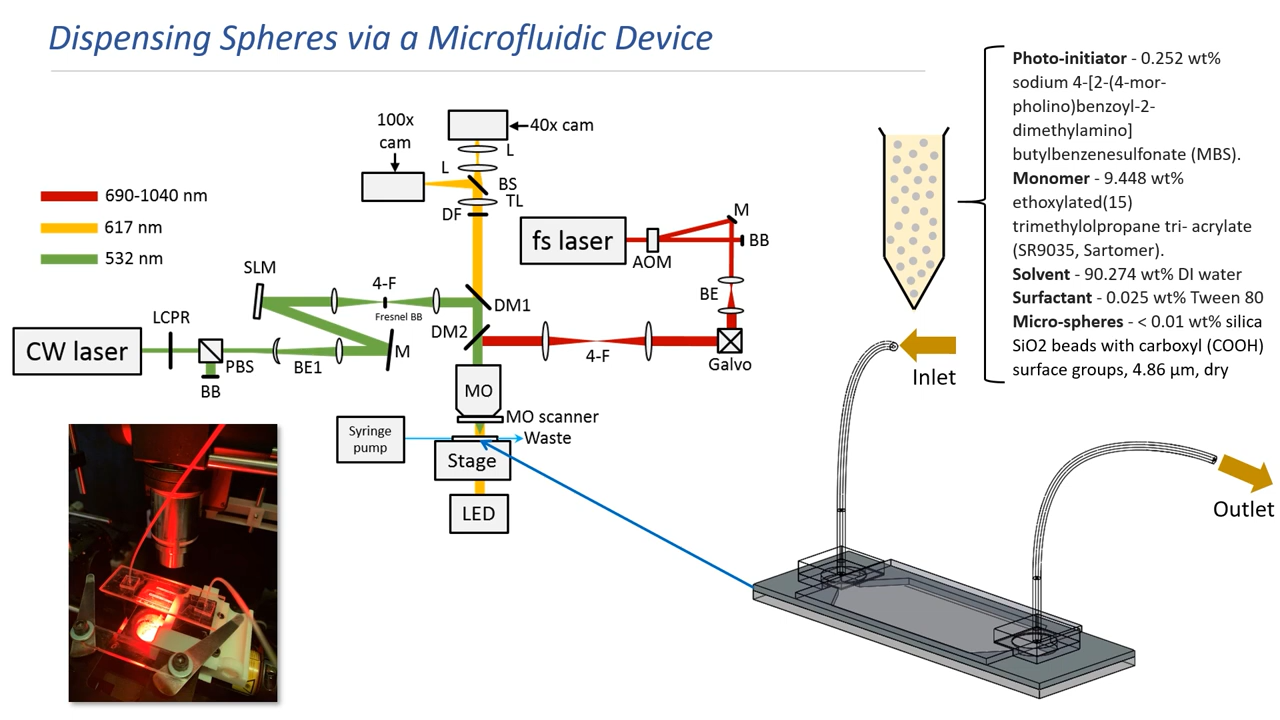 Dispensing Spheres via a Microfluidic Device
690-1040 nm
617 nm
532 nm
100x
cam
40x cam
L
L
BS
TL
DF
fs laser
AOM
M
BB
BE
Galvo
4-F
DM1
DM2
SLM
4-F
Fresnel BB
LCPR
CW laser
PBS
BB
BE1
M
MO
MO scanner
Syringe
pump
Waste
Stage
LED
Photo-initiator - 0.252 wt%
sodium 4-[2-(4-mor-
pholino)benzoyl-2-
dimethylamino]
butylbenzenesulfonate (MBS).
Monomer - 9.448 wt%
ethoxylated(15)
trimethylolpropane tri- acrylate
(SR9035, Sartomer).
Solvent - 90.274 wt% DI water
Surfactant - 0.025 wt% Tween 80
Micro-spheres - < 0.01 wt% silica
SiO2 beads with carboxyl (COOH)
surface groups, 4.86 µm, dry
Inlet
Outlet